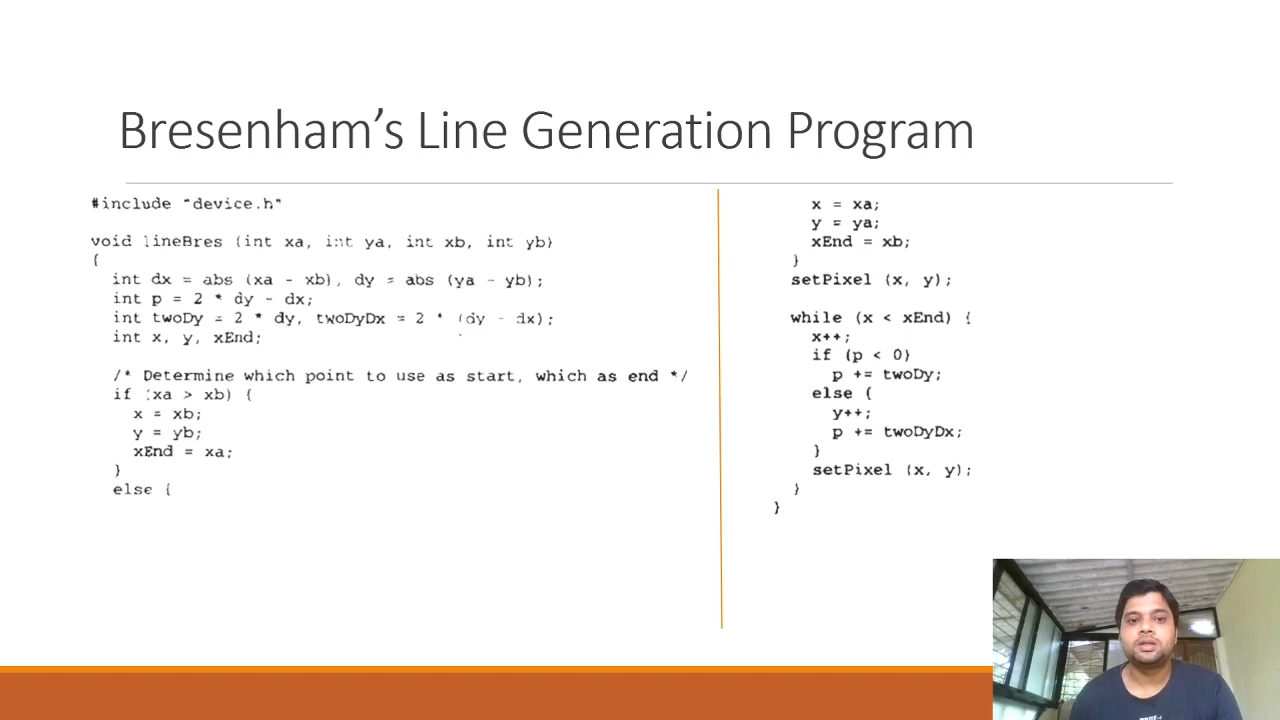 Bresenham’s Line Generation Program
#include "device.h"
void lineBres (int xa, int ya, int xb, int yb)
{
int dx = abs (xa - xb), dy = abs (ya - yb);
int p = 2 * dy - dx;
int twoDy = 2 * dy, twoDyDx = 2 * (dy - dx);
int x, y, xEnd;
/* Determine which point to use as start, which as end */
if (xa > xb) {
x = xb;
y = yb;
xEnd = xa;
}
else {
x = xa;
y = ya;
xEnd = xb;
}
setPixel (x, y);
while (x < xEnd) {
x++;
if (p < 0)
p += twoDy;
else {
y++;
p += twoDyDx;
}
setPixel (x, y);
}
}